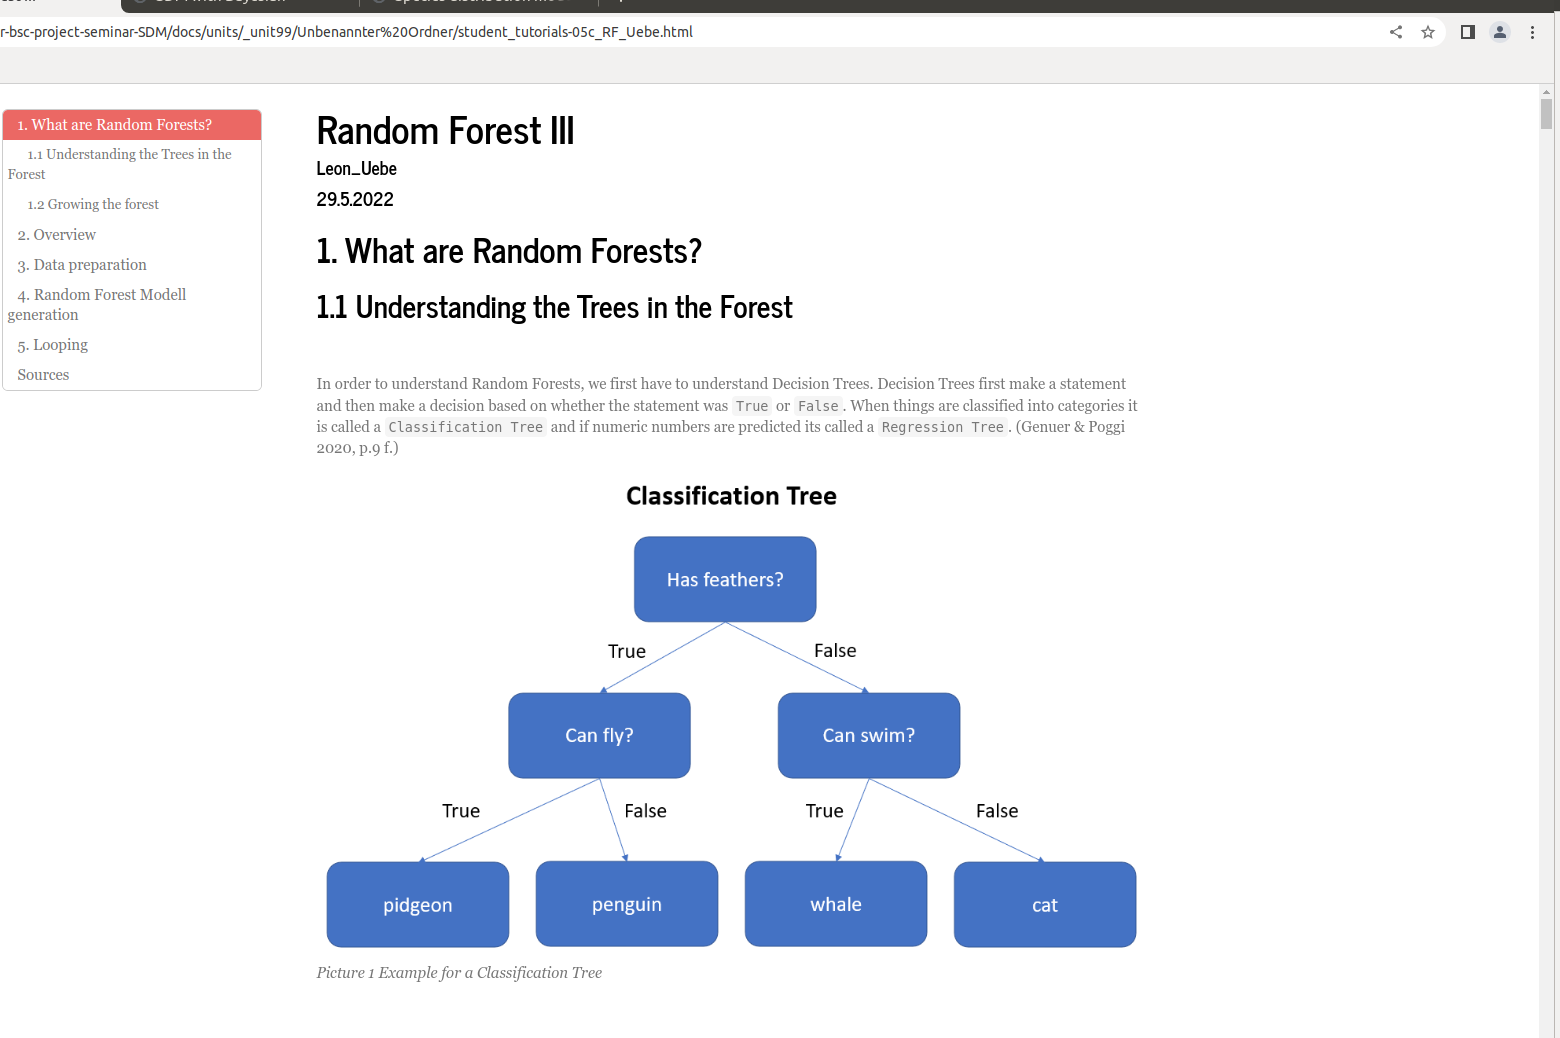 r-bsc-project-seminar-SDM/docs/units/_unit99/Unbenannter%20Ordner/student_tutorials-05c_RF_Uebe.html
1. What are Random Forests?
1.1 Understanding the Trees in the
Forest
1.2 Growing the forest
2. Overview
3. Data preparation
4. Random Forest Modell
generation
5. Looping
Sources
Random Forest III
Leon_Uebe
29.5.2022
1. What are Random Forests?
1.1 Understanding the Trees in the Forest
In order to understand Random Forests, we first have to understand Decision Trees. Decision Trees first make a statement
and then make a decision based on whether the statement was True or False. When things are classified into categories it
is called a Classification Tree and if numeric numbers are predicted its called a Regression Tree. (Genuer & Poggi
2020, p.9 f.)
Classification Tree
Has feathers?
True False
Can fly? Can swim?
True False True False
pidgeon penguin whale cat
Picture 1 Example for a Classification Tree